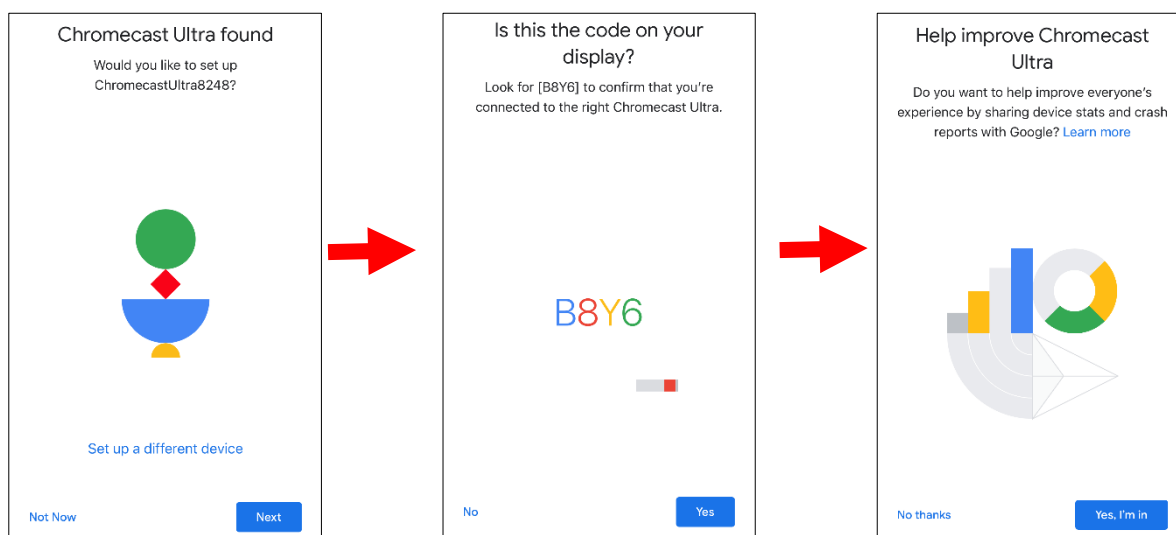 Chromecast Ultra found
Would you like to set up
ChromecastUltra8248?
Set up a different device
Not Now
Next
Is this the code on your
display?
Look for [B8Y6] to confirm that you're
connected to the right Chromecast Ultra.
B8Y6
No
Yes
Help improve Chromecast
Ultra
Do you want to help improve everyone's
experience by sharing device stats and crash
reports with Google? Learn more
No thanks
Yes, I'm in